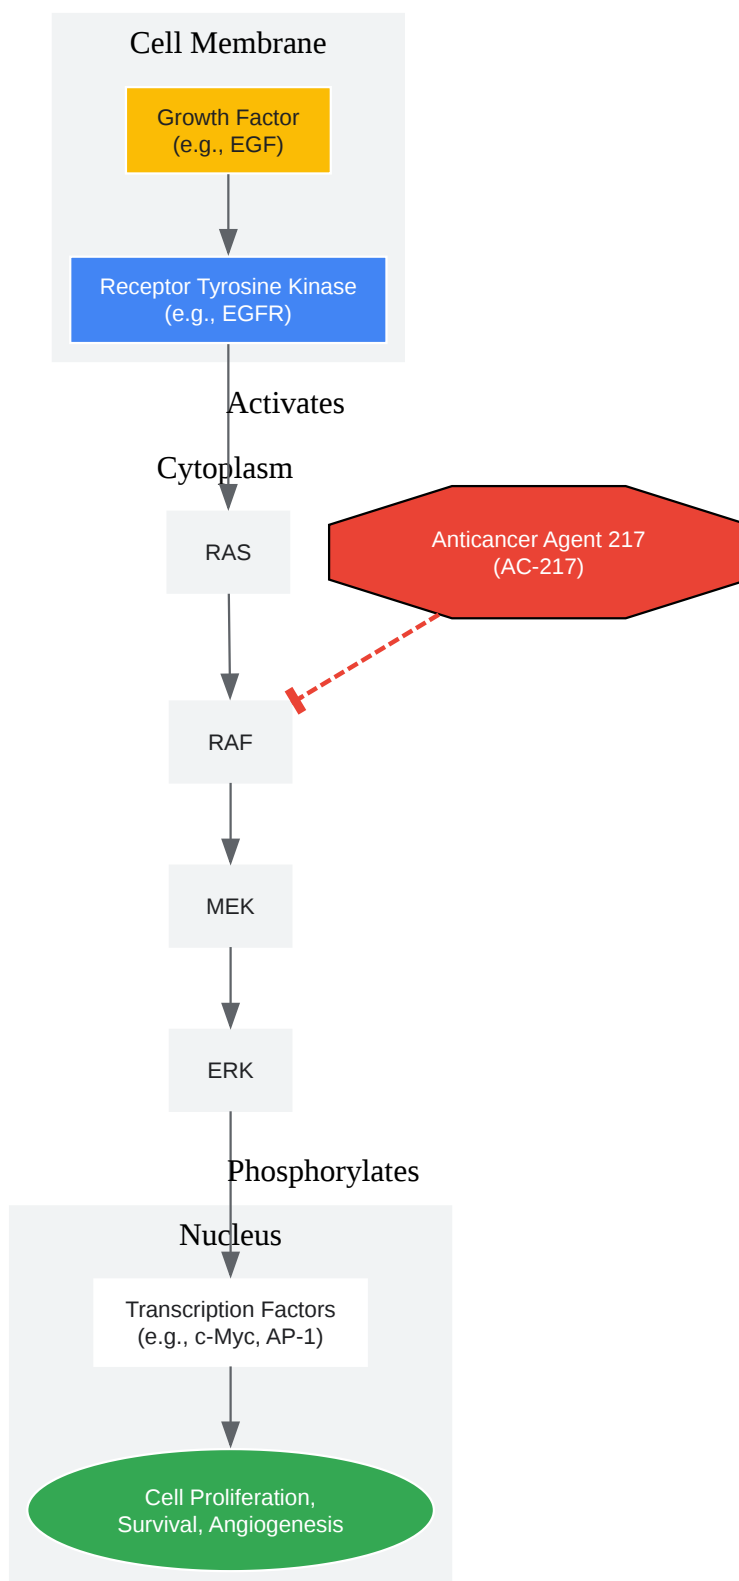 Cell Membrane
Growth Factor
(e.g., EGF)
Receptor Tyrosine Kinase
(e.g., EGFR)
Activates
Cytoplasm
RAS
Anticancer Agent 217
(AC-217)
RAF
MEK
ERK
Phosphorylates
Nucleus
Transcription Factors
(e.g., c-Myc, AP-1)
Cell Proliferation,
Survival, Angiogenesis